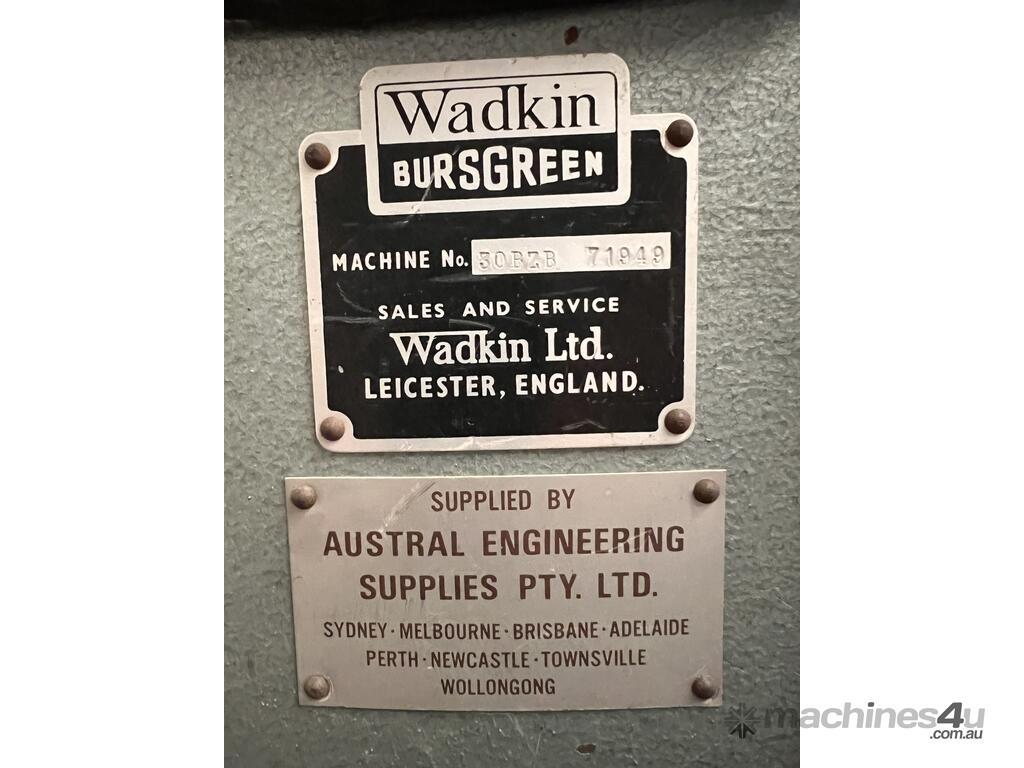 Wadkin
BURSGREEN
MACHINE No. 30BZB 71949
SALES AND SERVICE
Wadkin Ltd.
LEICESTER, ENGLAND.
SUPPLIED BY
AUSTRAL ENGINEERING
SUPPLIES PTY. LTD.
SYDNEY · MELBOURNE · BRISBANE · ADELAIDE
PERTH · NEWCASTLE · TOWNSVILLE
WOLLONGONG
machines4u
.com.au